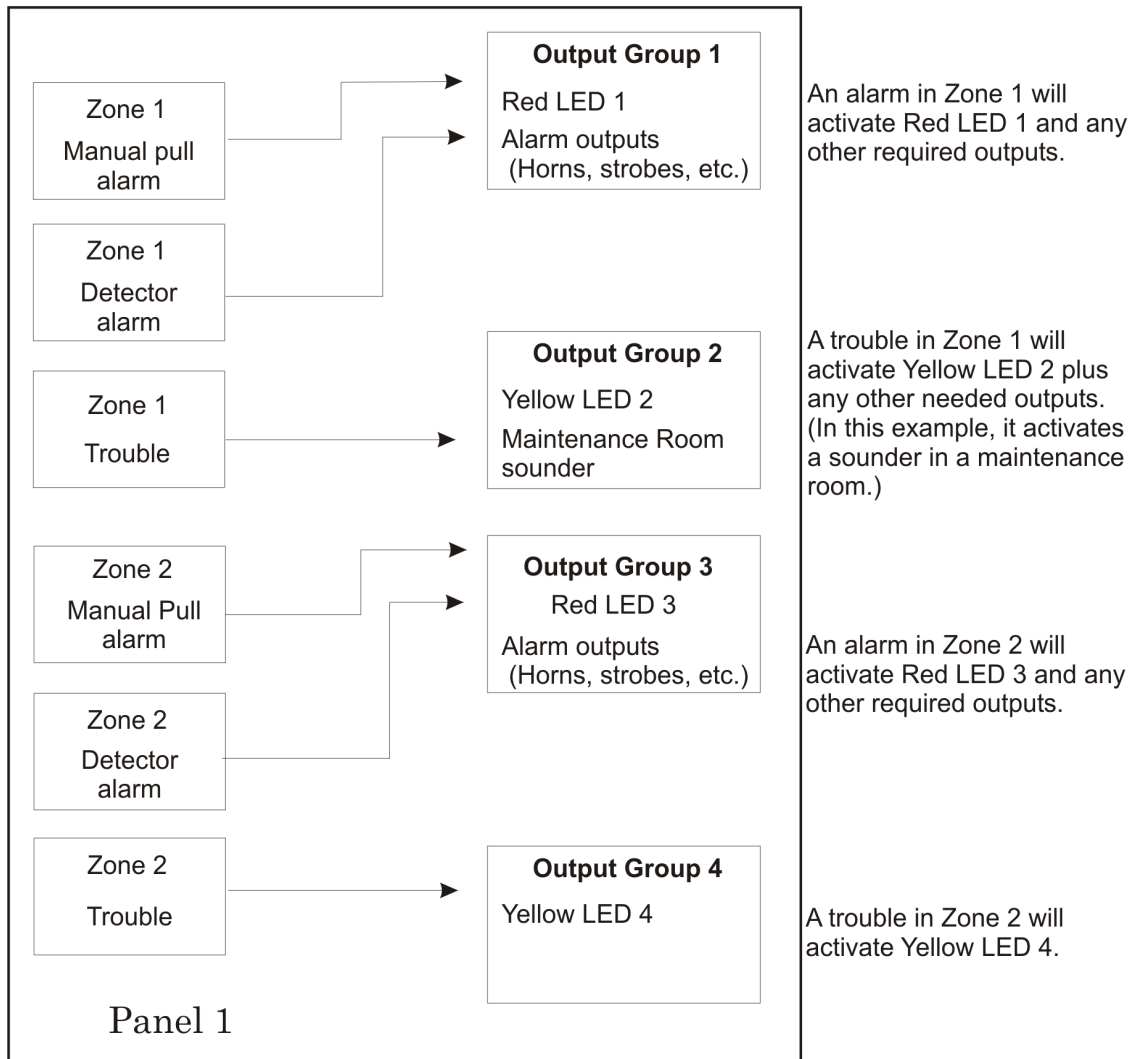 Zone 1
Manual pull
alarm
Output Group 1
Red LED 1
Alarm outputs
(Horns, strobes, etc.)
An alarm in Zone 1 will
activate Red LED 1 and any
other required outputs.
Zone 1
Detector
alarm
Zone 1
Trouble
Output Group 2
Yellow LED 2
Maintenance Room
sounder
A trouble in Zone 1 will
activate Yellow LED 2 plus
any other needed outputs.
(In this example, it activates
a sounder in a maintenance
room.)
Zone 2
Manual Pull
alarm
Output Group 3
Red LED 3
Alarm outputs
(Horns, strobes, etc.)
An alarm in Zone 2 will
activate Red LED 3 and any
other required outputs.
Zone 2
Detector
alarm
Zone 2
Trouble
Output Group 4
Yellow LED 4
A trouble in Zone 2 will
activate Yellow LED 4.
Panel 1